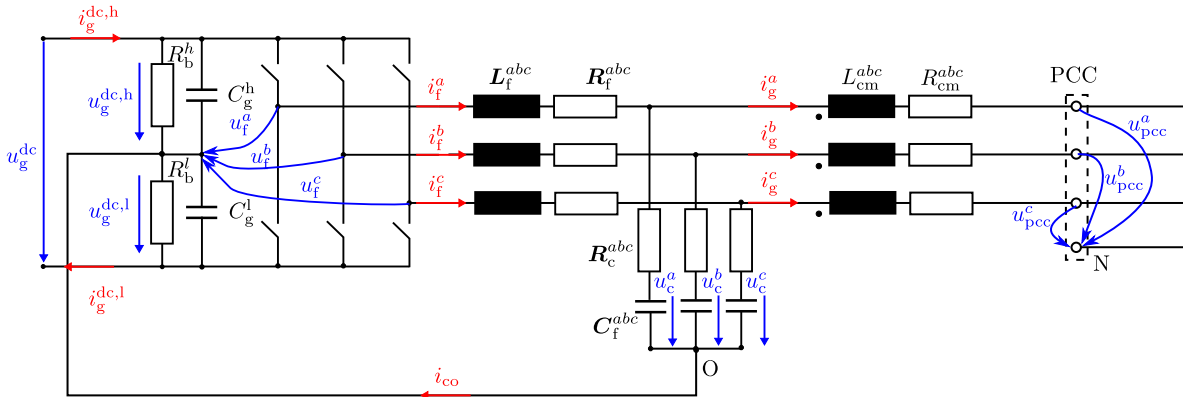 i_g^{dc,h}
R_b^h
C_g^h
u_g^{dc,h}
u_f^a
u_g^{dc}
u_f^b
R_b^l
u_f^c
u_g^{dc,l}
C_g^l
i_g^{dc,l}
i_f^a
L_f^{abc}
R_f^{abc}
i_g^a
L_cm^{abc}
R_cm^{abc}
PCC
i_f^b
i_g^b
u_pcc^a
i_f^c
i_g^c
u_pcc^b
u_pcc^c
N
R_c^{abc}
u_c^a
u_c^b
u_c^c
C_f^{abc}
O
i_co